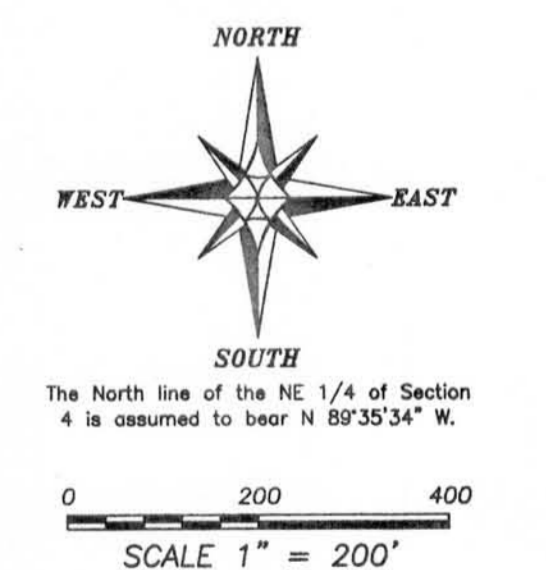 NORTH
WEST EAST
SOUTH
The North line of the NE 1/4 of Section
4 is assumed to bear N 89°35'34" W.
0 200 400
SCALE 1" = 200'